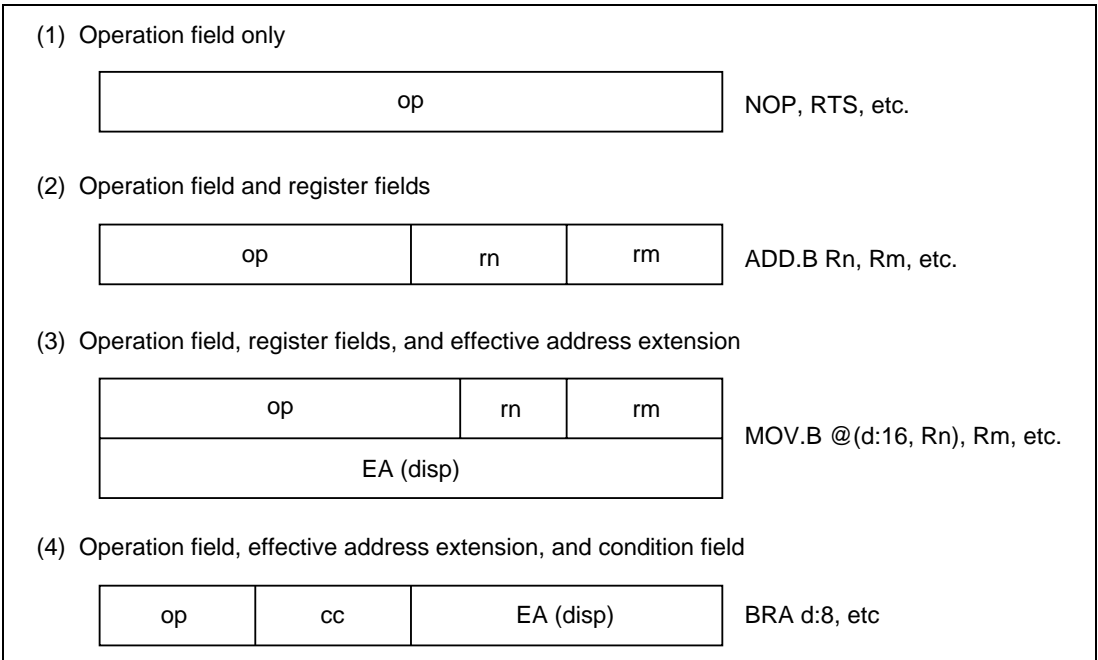 (1) Operation field only
op
NOP, RTS, etc.
(2) Operation field and register fields
op rn rm
ADD.B Rn, Rm, etc.
(3) Operation field, register fields, and effective address extension
op rn rm
EA (disp)
MOV.B @(d:16, Rn), Rm, etc.
(4) Operation field, effective address extension, and condition field
op cc EA (disp)
BRA d:8, etc